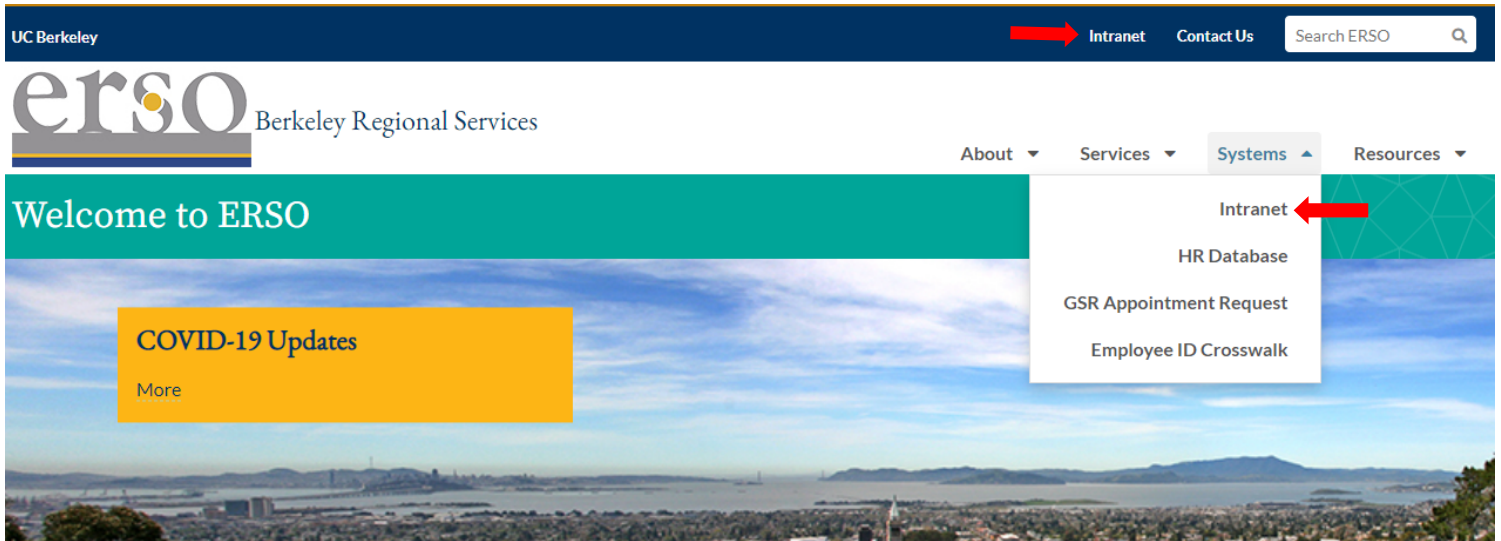 UC Berkeley
Intranet Contact Us Search ERSO
erso Berkeley Regional Services
About Services Systems Resources
Welcome to ERSO
Intranet
HR Database
GSR Appointment Request
Employee ID Crosswalk
COVID-19 Updates
More